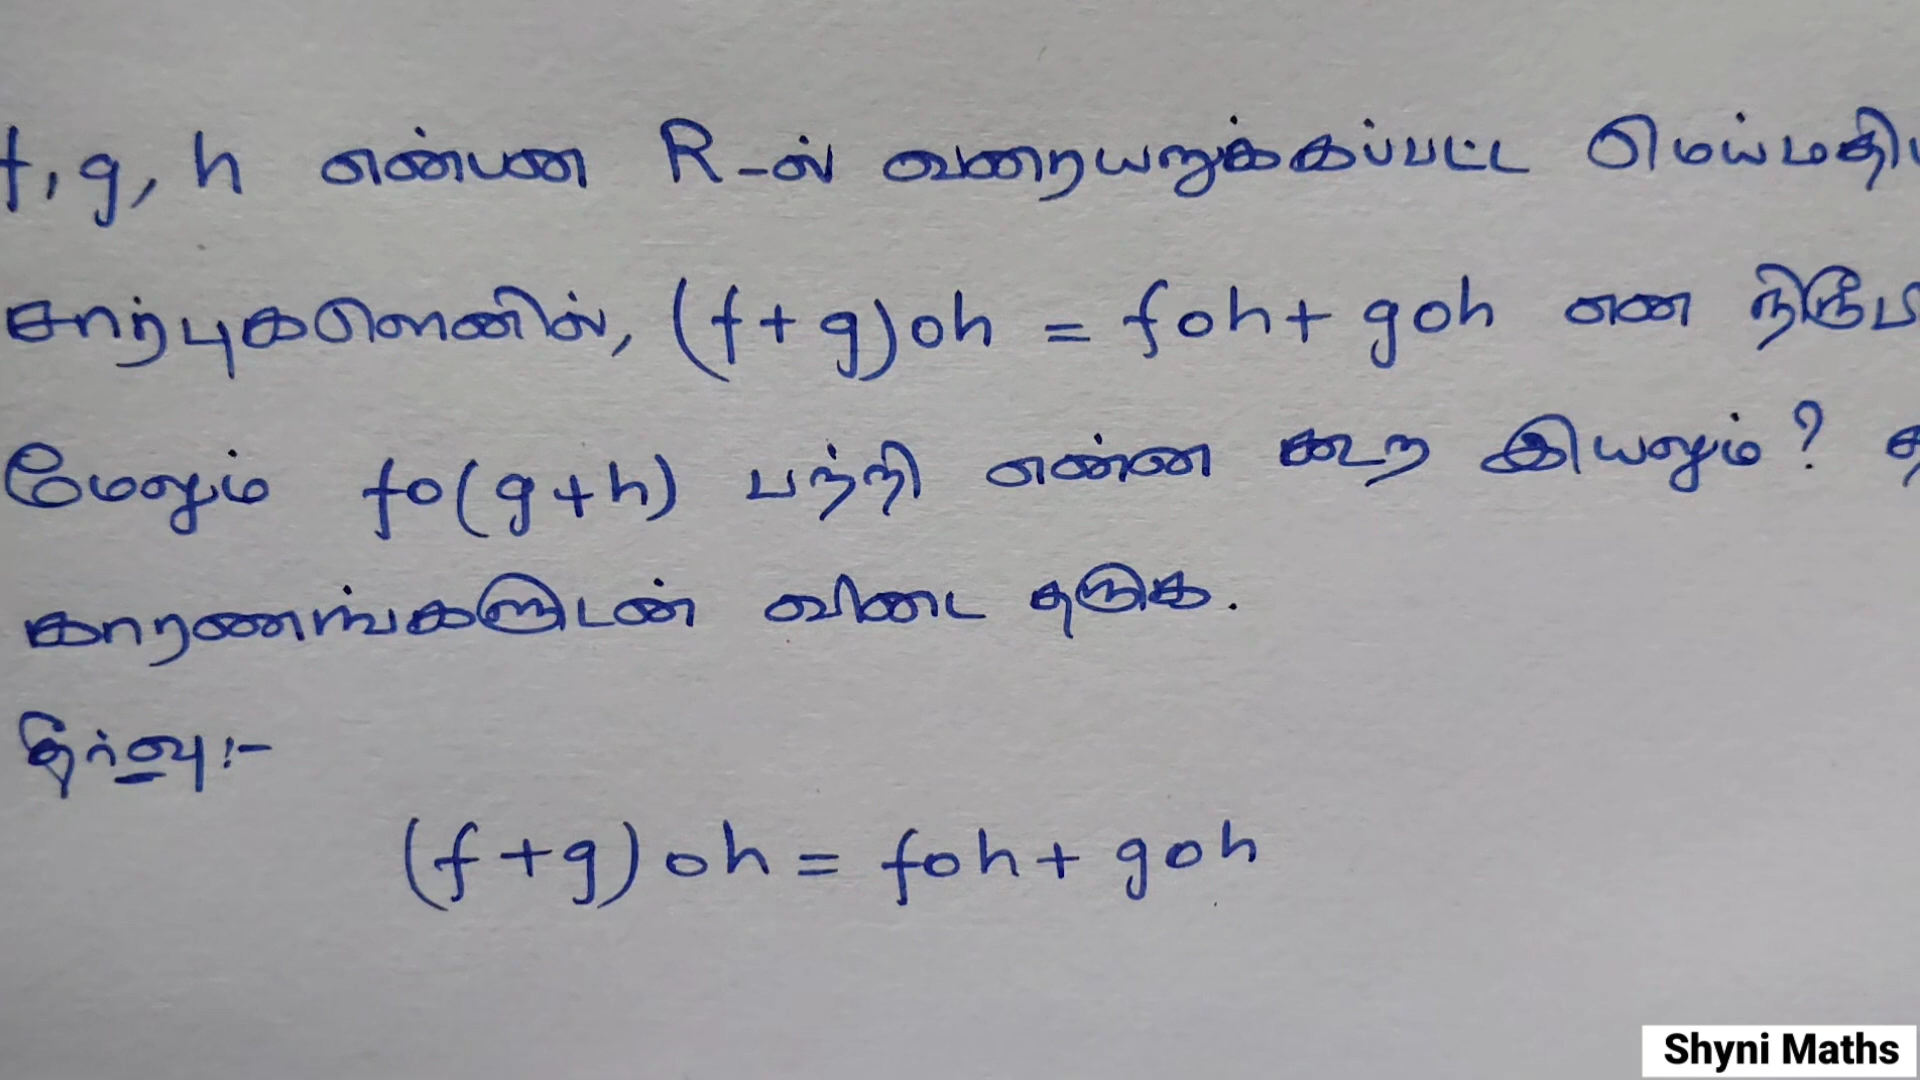 f, g, h என்பன R-ல் வரையறுக்கப்பட்ட
சார்புகளெனில், (f+g)oh = foh + goh என
மேலும் fo(g+h) பற்றி என்ன கூற இயலும்?
காரணங்களுடன் விடை தருக.
தீர்வு:-
(f+g)oh = foh + goh
Shyni Maths